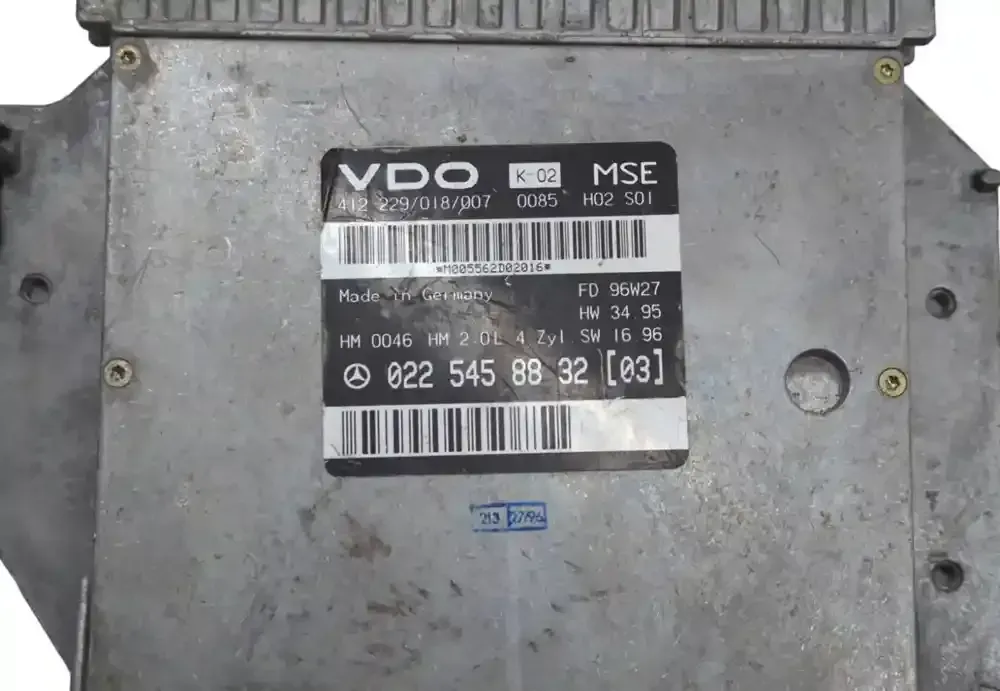 VDO K-02 MSE
412 229/018/007 0085 H02 S01
*M005562D02016*
Made in Germany FD 96W27
HW 34 95
HM 0046 HM 2.0L 4 Zyl SW 16 96
022 545 88 32 [03]
213 27/96